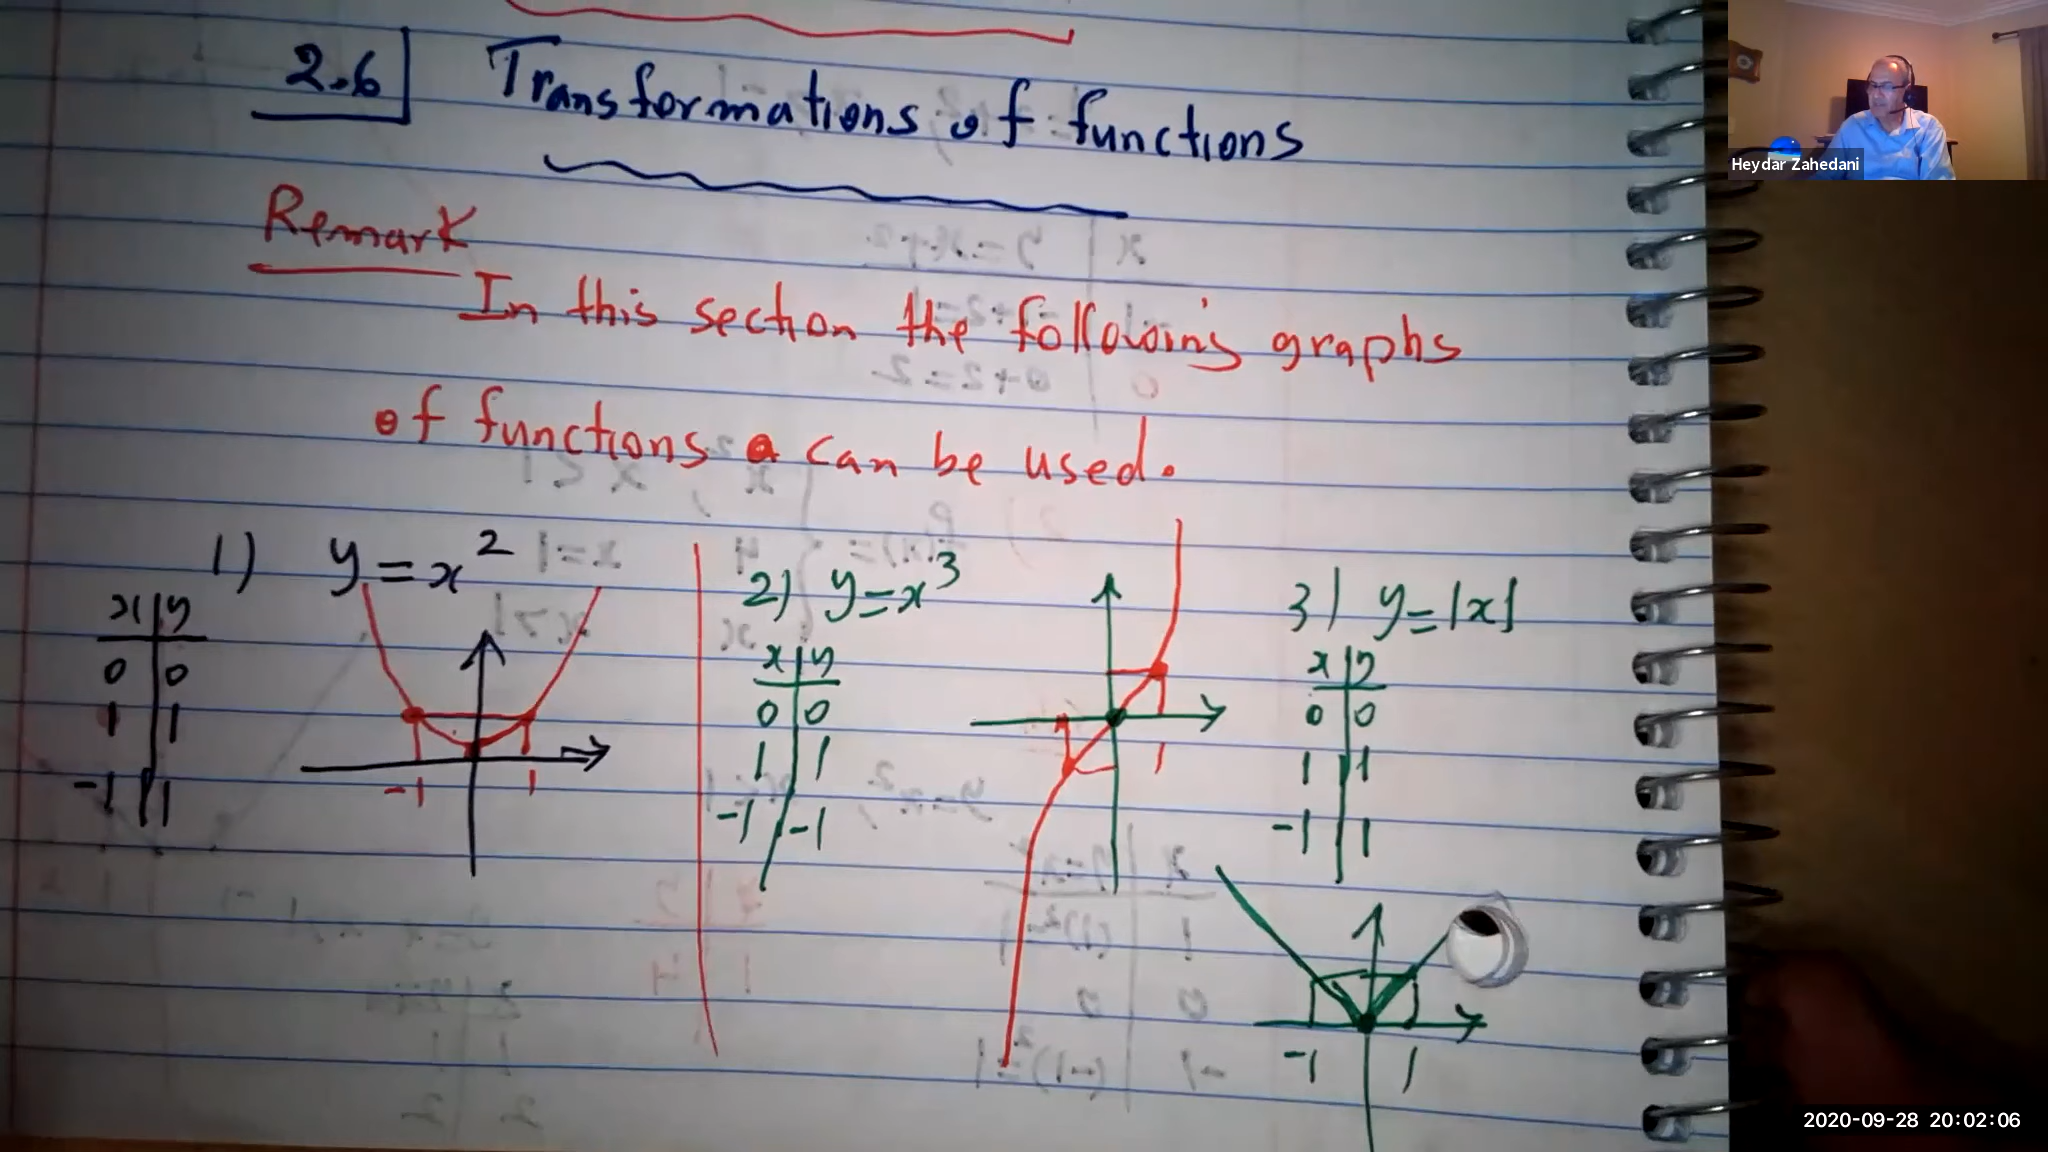 2.6 Transformations of functions
Remark
In this section the following graphs
of functions can be used.
1) y = x²
x | y
0 | 0
1 | 1
-1 | 1
-1 1
2) y = x³
x | y
0 | 0
1 | 1
-1 | -1
1
3) y = |x|
x | y
0 | 0
1 | 1
-1 | 1
-1 1
Heydar Zahedani
2020-09-28 20:02:06